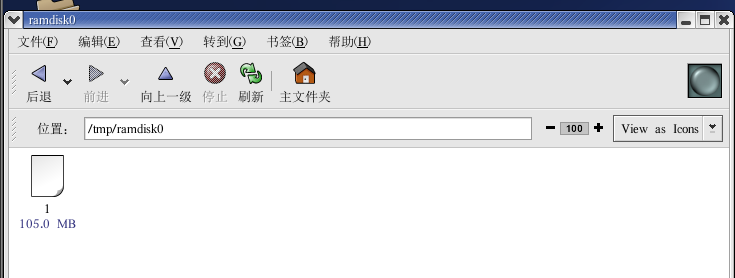 ramdisk0
文件(F) 编辑(E) 查看(V) 转到(G) 书签(B) 帮助(H)
后退 前进 向上一级 停止 刷新 主文件夹
位置： /tmp/ramdisk0 100 View as Icons
1
105.0 MB